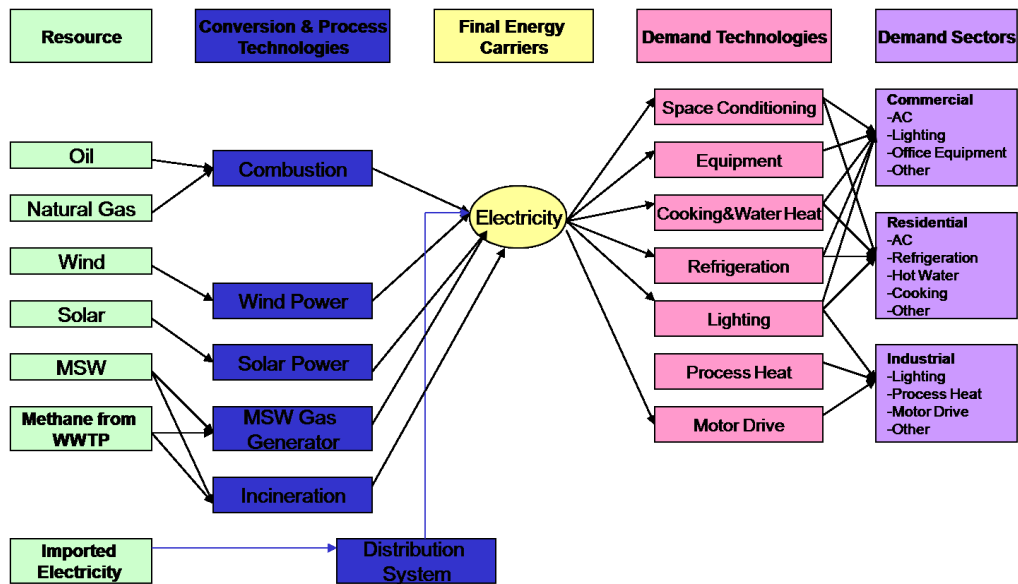 Resource
Conversion & Process
Technologies
Final Energy
Carriers
Demand Technologies
Demand Sectors
Oil
Natural Gas
Wind
Solar
MSW
Methane from
WWTP
Imported
Electricity
Combustion
Wind Power
Solar Power
MSW Gas
Generator
Incineration
Distribution
System
Electricity
Space Conditioning
Equipment
Cooking&Water Heat
Refrigeration
Lighting
Process Heat
Motor Drive
Commercial
-AC
-Lighting
-Office Equipment
-Other
Residential
-AC
-Refrigeration
-Hot Water
-Cooking
-Other
Industrial
-Lighting
-Process Heat
-Motor Drive
-Other